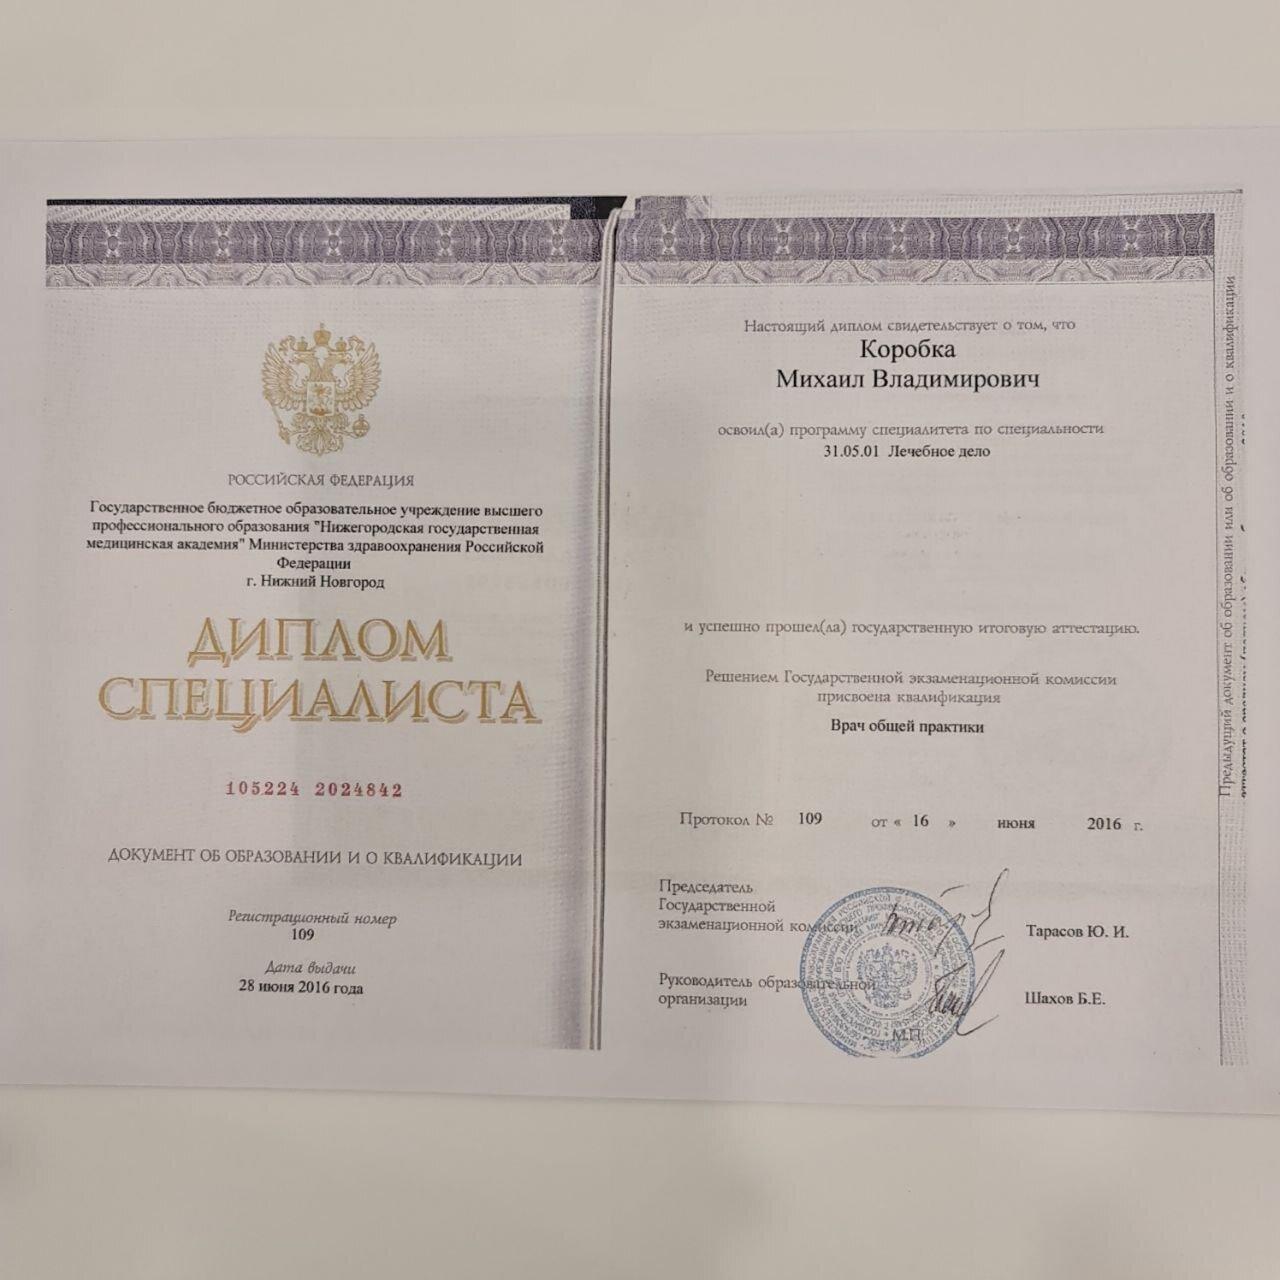 РОССИЙСКАЯ ФЕДЕРАЦИЯ
Государственное бюджетное образовательное учреждение высшего
профессионального образования "Нижегородская государственная
медицинская академия" Министерства здравоохранения Российской
Федерации
г. Нижний Новгород
ДИПЛОМ
СПЕЦИАЛИСТА
105224 2024842
ДОКУМЕНТ ОБ ОБРАЗОВАНИИ И О КВАЛИФИКАЦИИ
Регистрационный номер
109
Дата выдачи
28 июня 2016 года
Настоящий диплом свидетельствует о том, что
Коробка
Михаил Владимирович
освоил(а) программу специалитета по специальности
31.05.01 Лечебное дело
и успешно прошел(ла) государственную итоговую аттестацию.
Решением Государственной экзаменационной комиссии
присвоена квалификация
Врач общей практики
Протокол № 109 от « 16 » июня 2016 г.
Председатель
Государственной
экзаменационной комиссии
Тарасов Ю. И.
Руководитель образовательной
организации
Шахов Б.Е.
М.П.
Предыдущий документ об образовании или об образовании и о квалификации